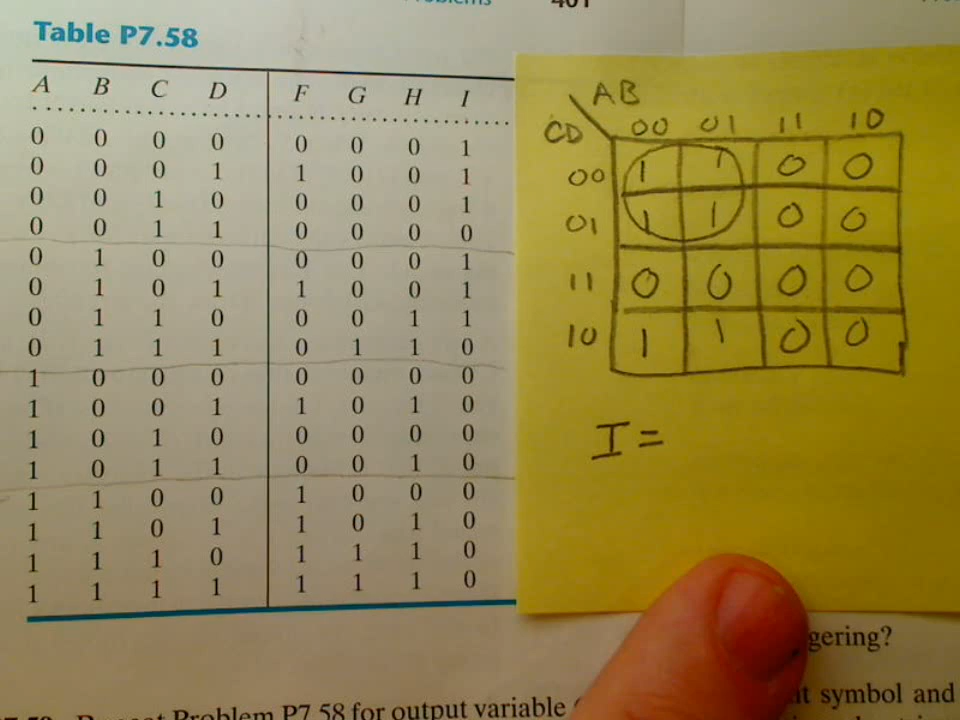 401
Table P7.58
A B C D F G H I
0 0 0 0 0 0 0 1
0 0 0 1 1 0 0 1
0 0 1 0 0 0 0 1
0 0 1 1 0 0 0 0
0 1 0 0 0 0 0 1
0 1 0 1 1 0 0 1
0 1 1 0 0 0 1 1
0 1 1 1 0 1 1 0
1 0 0 0 0 0 0 0
1 0 0 1 1 0 1 0
1 0 1 0 0 0 0 0
1 0 1 1 0 0 1 0
1 1 0 0 1 0 0 0
1 1 0 1 1 0 1 0
1 1 1 0 1 1 1 0
1 1 1 1 1 1 1 0
AB
CD 00 01 11 10
00 1 1 0 0
01 1 1 0 0
11 0 0 0 0
10 1 1 0 0
I =
gering?
Problem P7.58 for output variable
symbol and